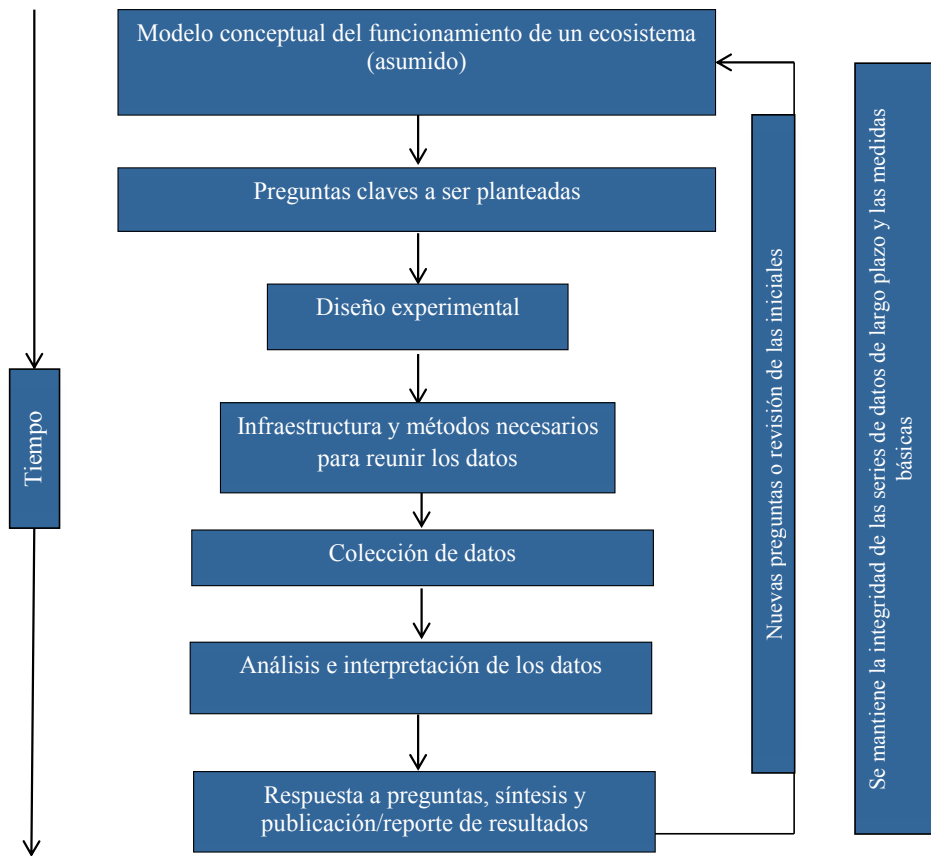 Modelo conceptual del funcionamiento de un ecosistema
(asumido)
Preguntas claves a ser planteadas
Diseño experimental
Infraestructura y métodos necesarios
para reunir los datos
Colección de datos
Análisis e interpretación de los datos
Respuesta a preguntas, síntesis y
publicación/reporte de resultados
Tiempo
Nuevas preguntas o revisión de las iniciales
Se mantiene la integridad de las series de datos de largo plazo y las medidas
básicas